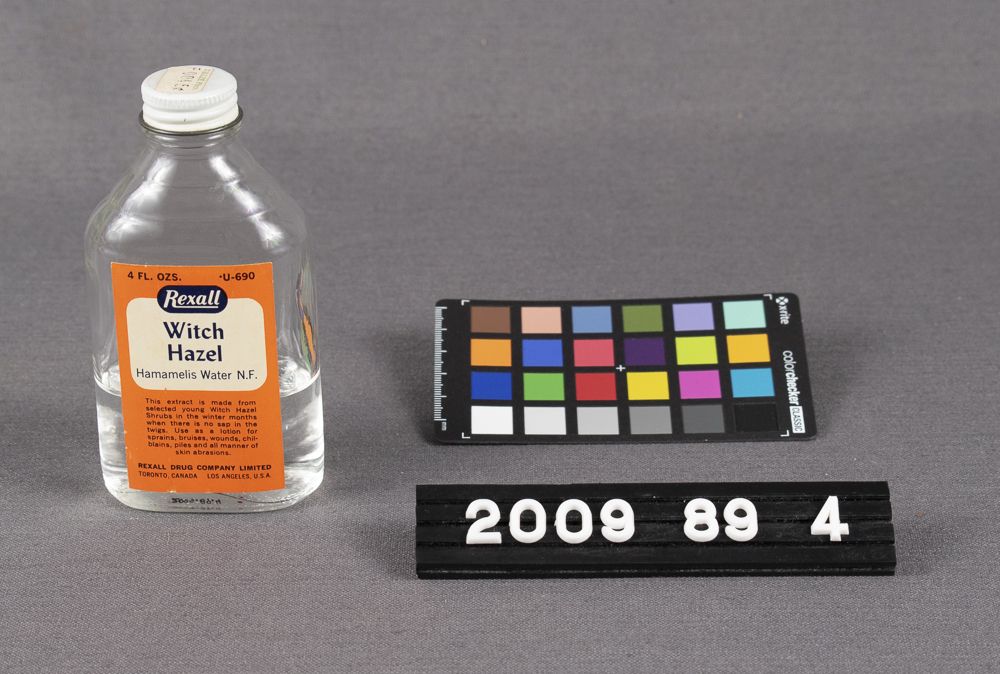 4 FL. OZS. U-690
Rexall
Witch
Hazel
Hamamelis Water N.F.
This extract is made from
selected young Witch Hazel
Shrubs in the winter months
when there is no sap in the
twigs. Use as a lotion for
sprains, bruises, wounds, chil-
blains, piles and all manner of
skin abrasions.
REXALL DRUG COMPANY LIMITED
TORONTO, CANADA LOS ANGELES, U.S.A.
x-rite
colorchecker CLASSIC
mm
2009 89 4